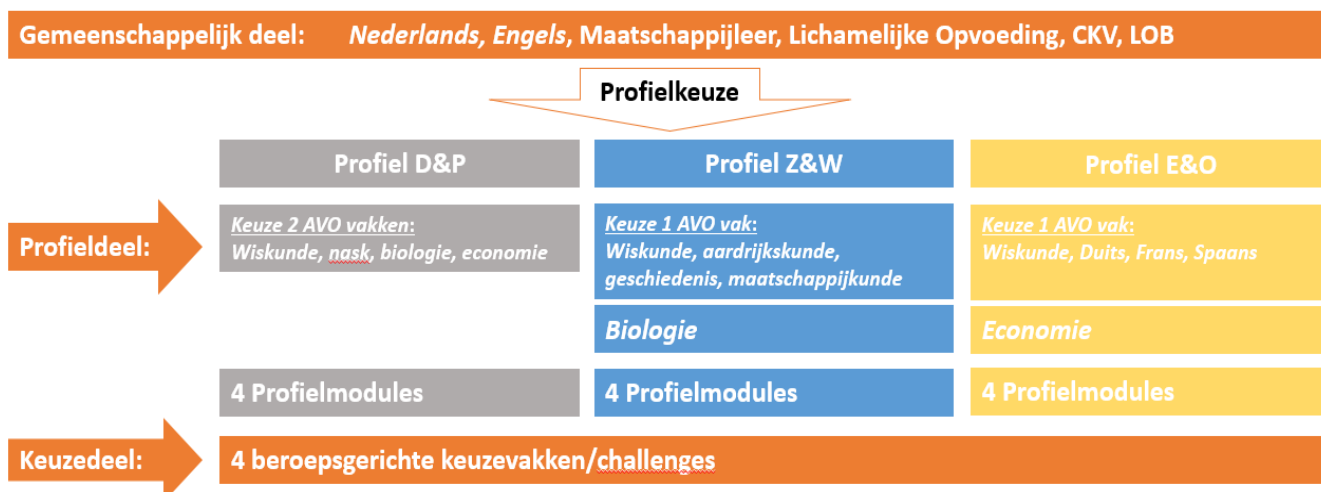 Gemeenschappelijk deel: Nederlands, Engels, Maatschappijleer, Lichamelijke Opvoeding, CKV, LOB
Profielkeuze
Profiel D&P
Profiel Z&W
Profiel E&O
Profieldeel:
Keuze 2 AVO vakken:
Wiskunde, nask, biologie, economie
Keuze 1 AVO vak:
Wiskunde, aardrijkskunde,
geschiedenis, maatschappijkunde
Keuze 1 AVO vak:
Wiskunde, Duits, Frans, Spaans
Biologie
Economie
4 Profielmodules
4 Profielmodules
4 Profielmodules
Keuzedeel:
4 beroepsgerichte keuzevakken/challenges